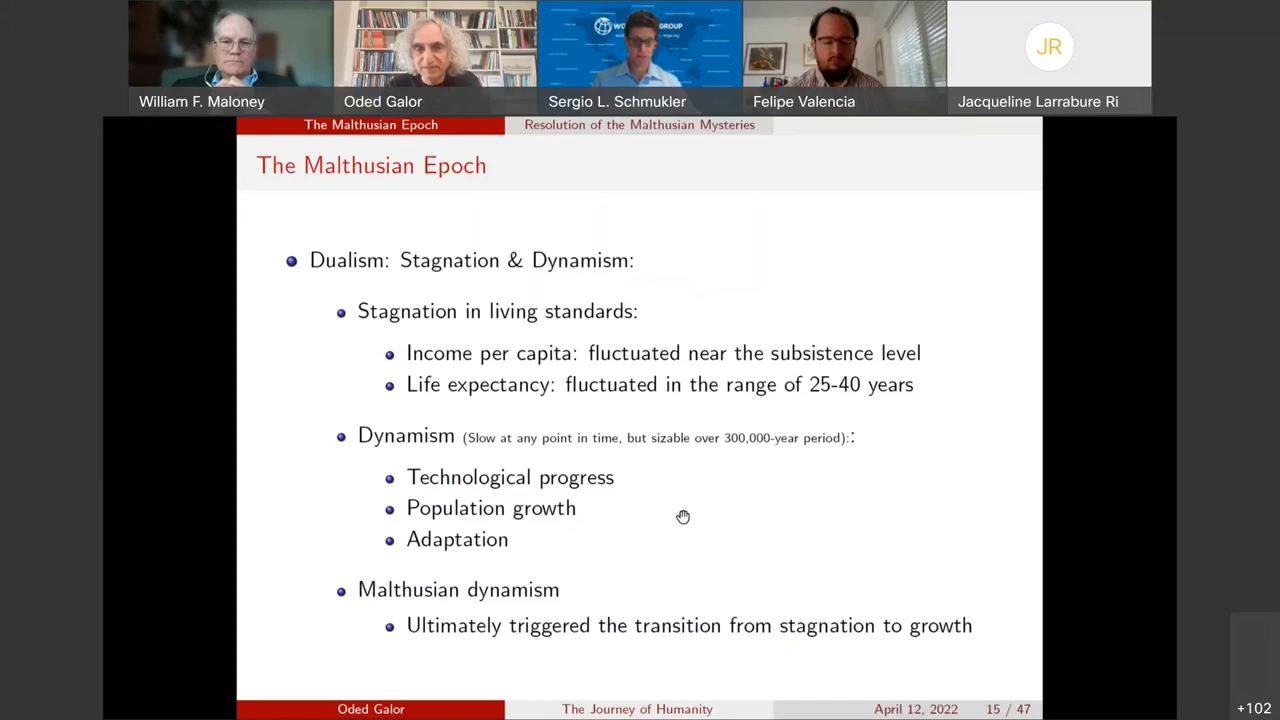 WO GROUP
William F. Maloney
Oded Galor
Sergio L. Schmukler
Felipe Valencia
JR
Jacqueline Larrabure Ri
The Malthusian Epoch
Resolution of the Malthusian Mysteries
The Malthusian Epoch
Dualism: Stagnation & Dynamism:
Stagnation in living standards:
Income per capita: fluctuated near the subsistence level
Life expectancy: fluctuated in the range of 25-40 years
Dynamism (Slow at any point in time, but sizable over 300,000-year period)::
Technological progress
Population growth
Adaptation
Malthusian dynamism
Ultimately triggered the transition from stagnation to growth
Oded Galor
The Journey of Humanity
April 12, 2022
15 / 47
+102